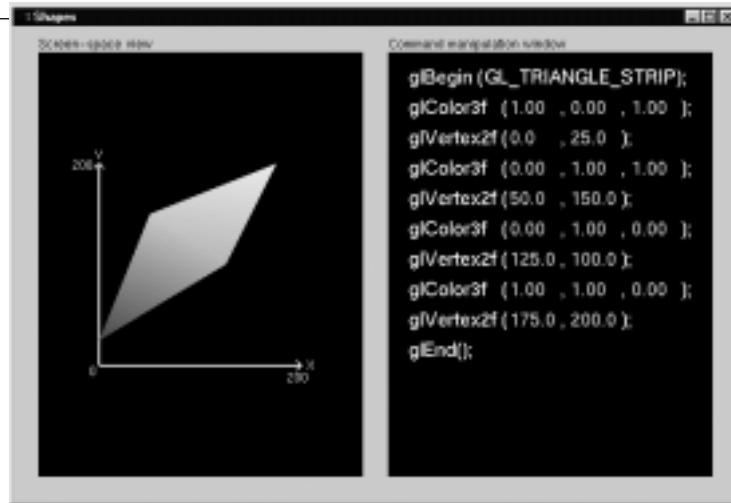 Shapes
Screen-space view
Command manipulation window
Y
200
0
200
X
glBegin (GL_TRIANGLE_STRIP);
glColor3f (1.00 , 0.00 , 1.00 );
glVertex2f (0.0 , 25.0 );
glColor3f (0.00 , 1.00 , 1.00 );
glVertex2f (50.0 , 150.0 );
glColor3f (0.00 , 1.00 , 0.00 );
glVertex2f (125.0 , 100.0 );
glColor3f (1.00 , 1.00 , 0.00 );
glVertex2f (175.0 , 200.0 );
glEnd();